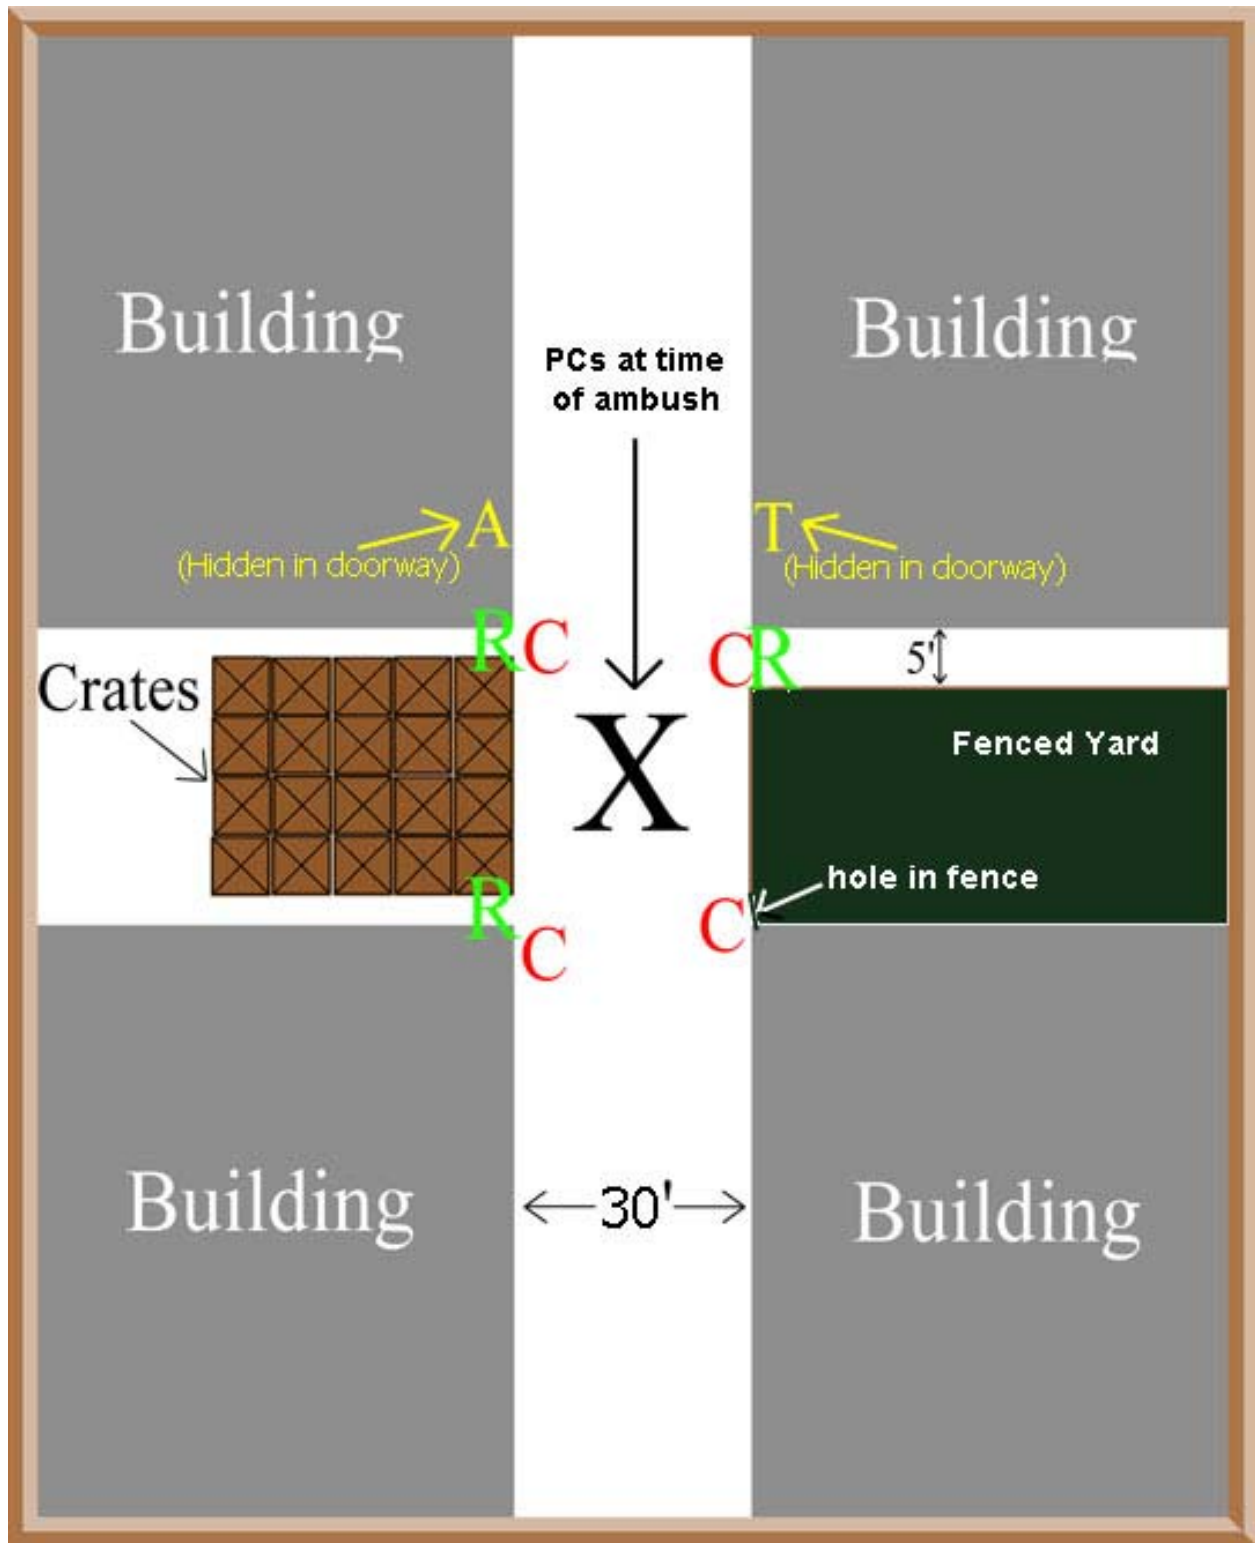 Building
Building
PCs at time
of ambush
A
T
(Hidden in doorway)
(Hidden in doorway)
R
C
C
R
5'
Crates
X
Fenced Yard
hole in fence
R
C
C
Building
30'
Building